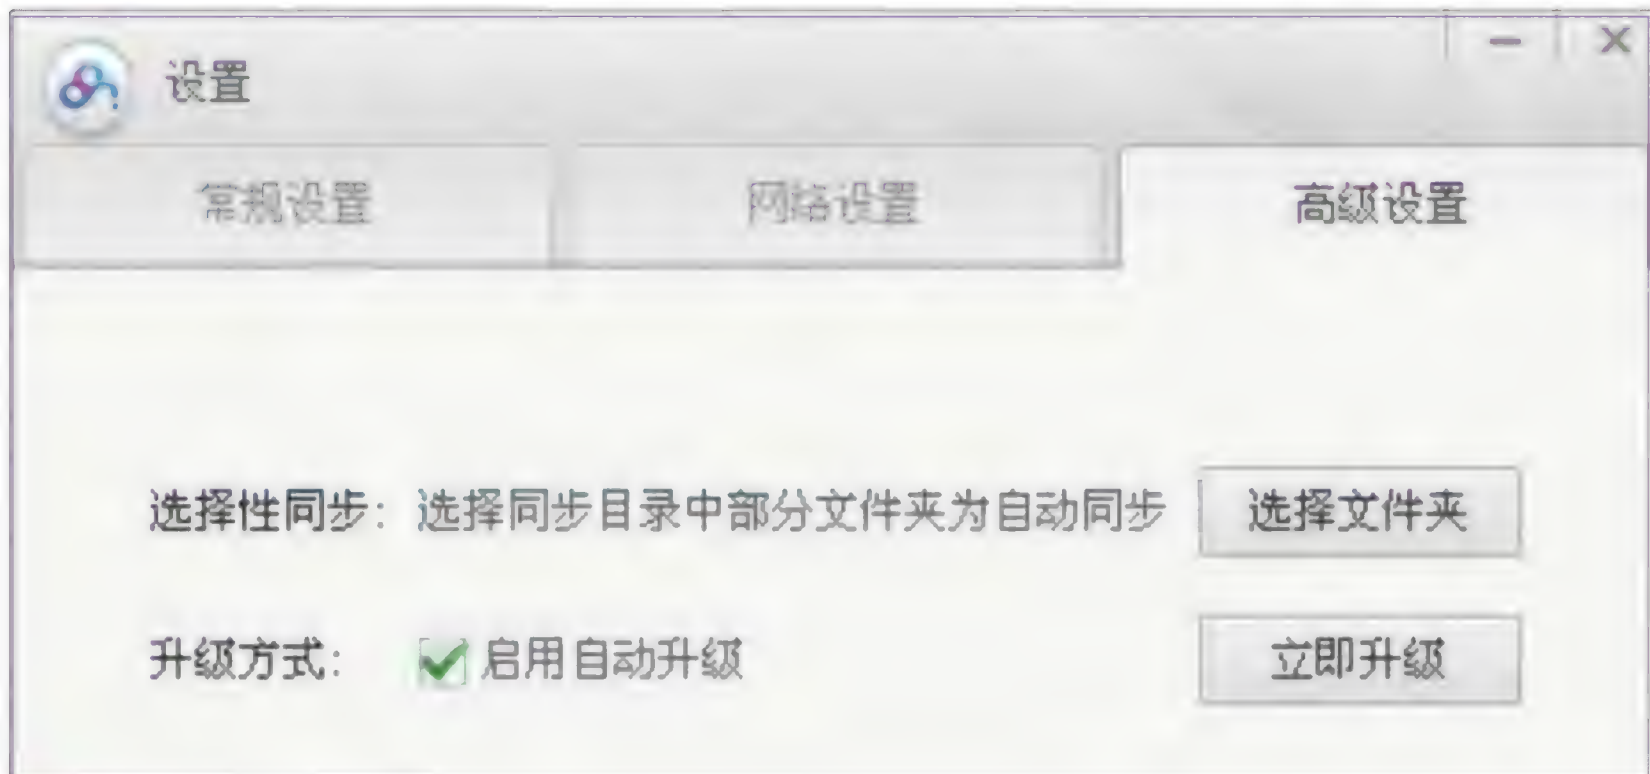 设置
常规设置 网络设置 高级设置
选择性同步: 选择同步目录中部分文件夹为自动同步 选择文件夹
升级方式: 启用自动升级 立即升级